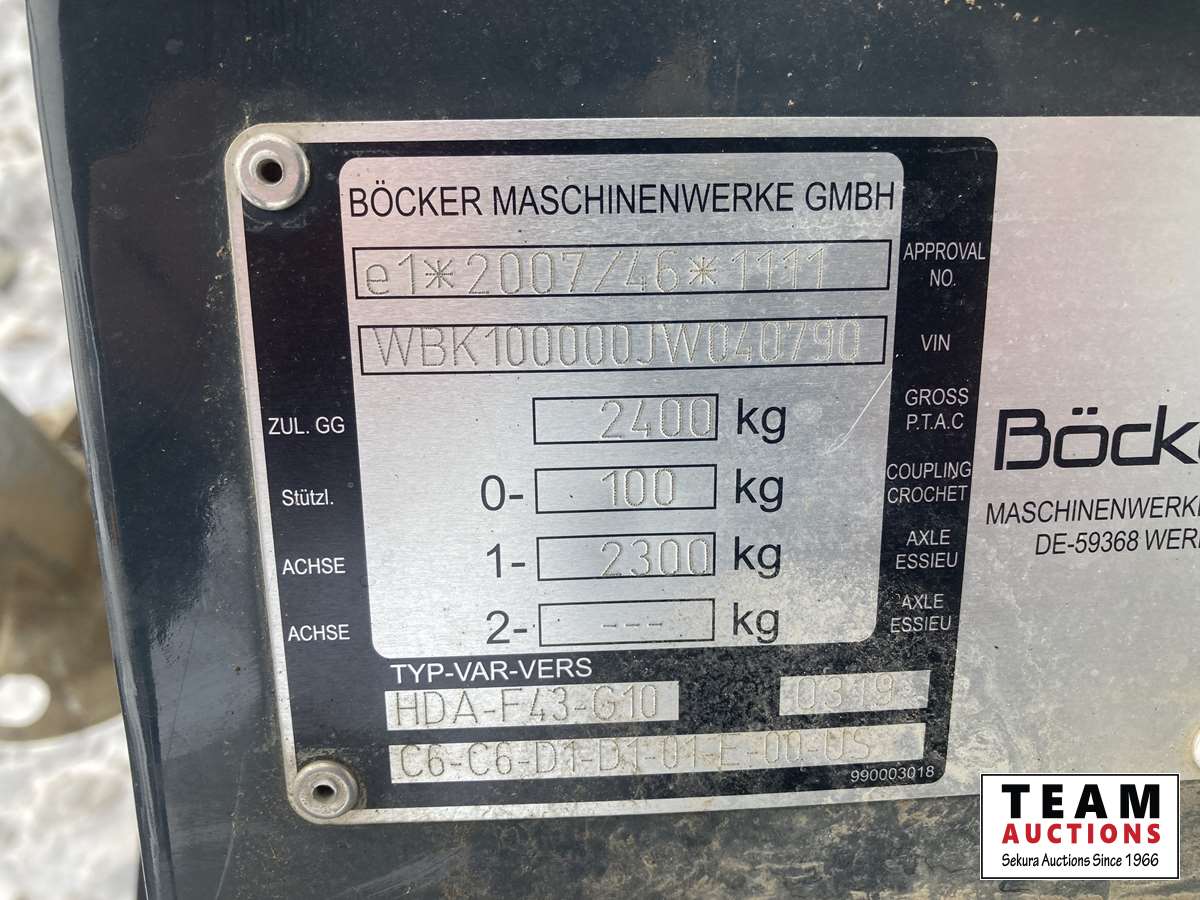 BÖCKER MASCHINENWERKE GMBH
e1*2007/46*1111
APPROVAL NO.
WBK100000JW040790
VIN
ZUL. GG
2400 kg
GROSS P.T.A.C
Stützl.
0- 100 kg
COUPLING CROCHET
ACHSE
1- 2300 kg
AXLE ESSIEU
ACHSE
2- --- kg
AXLE ESSIEU
TYP-VAR-VERS
HDA-F43-G10
0319
C6-C6-D1-D1-01-E-00-US
990003018
Böcke
MASCHINENWERK
DE-59368 WER
TEAM
AUCTIONS
Sekura Auctions Since 1966